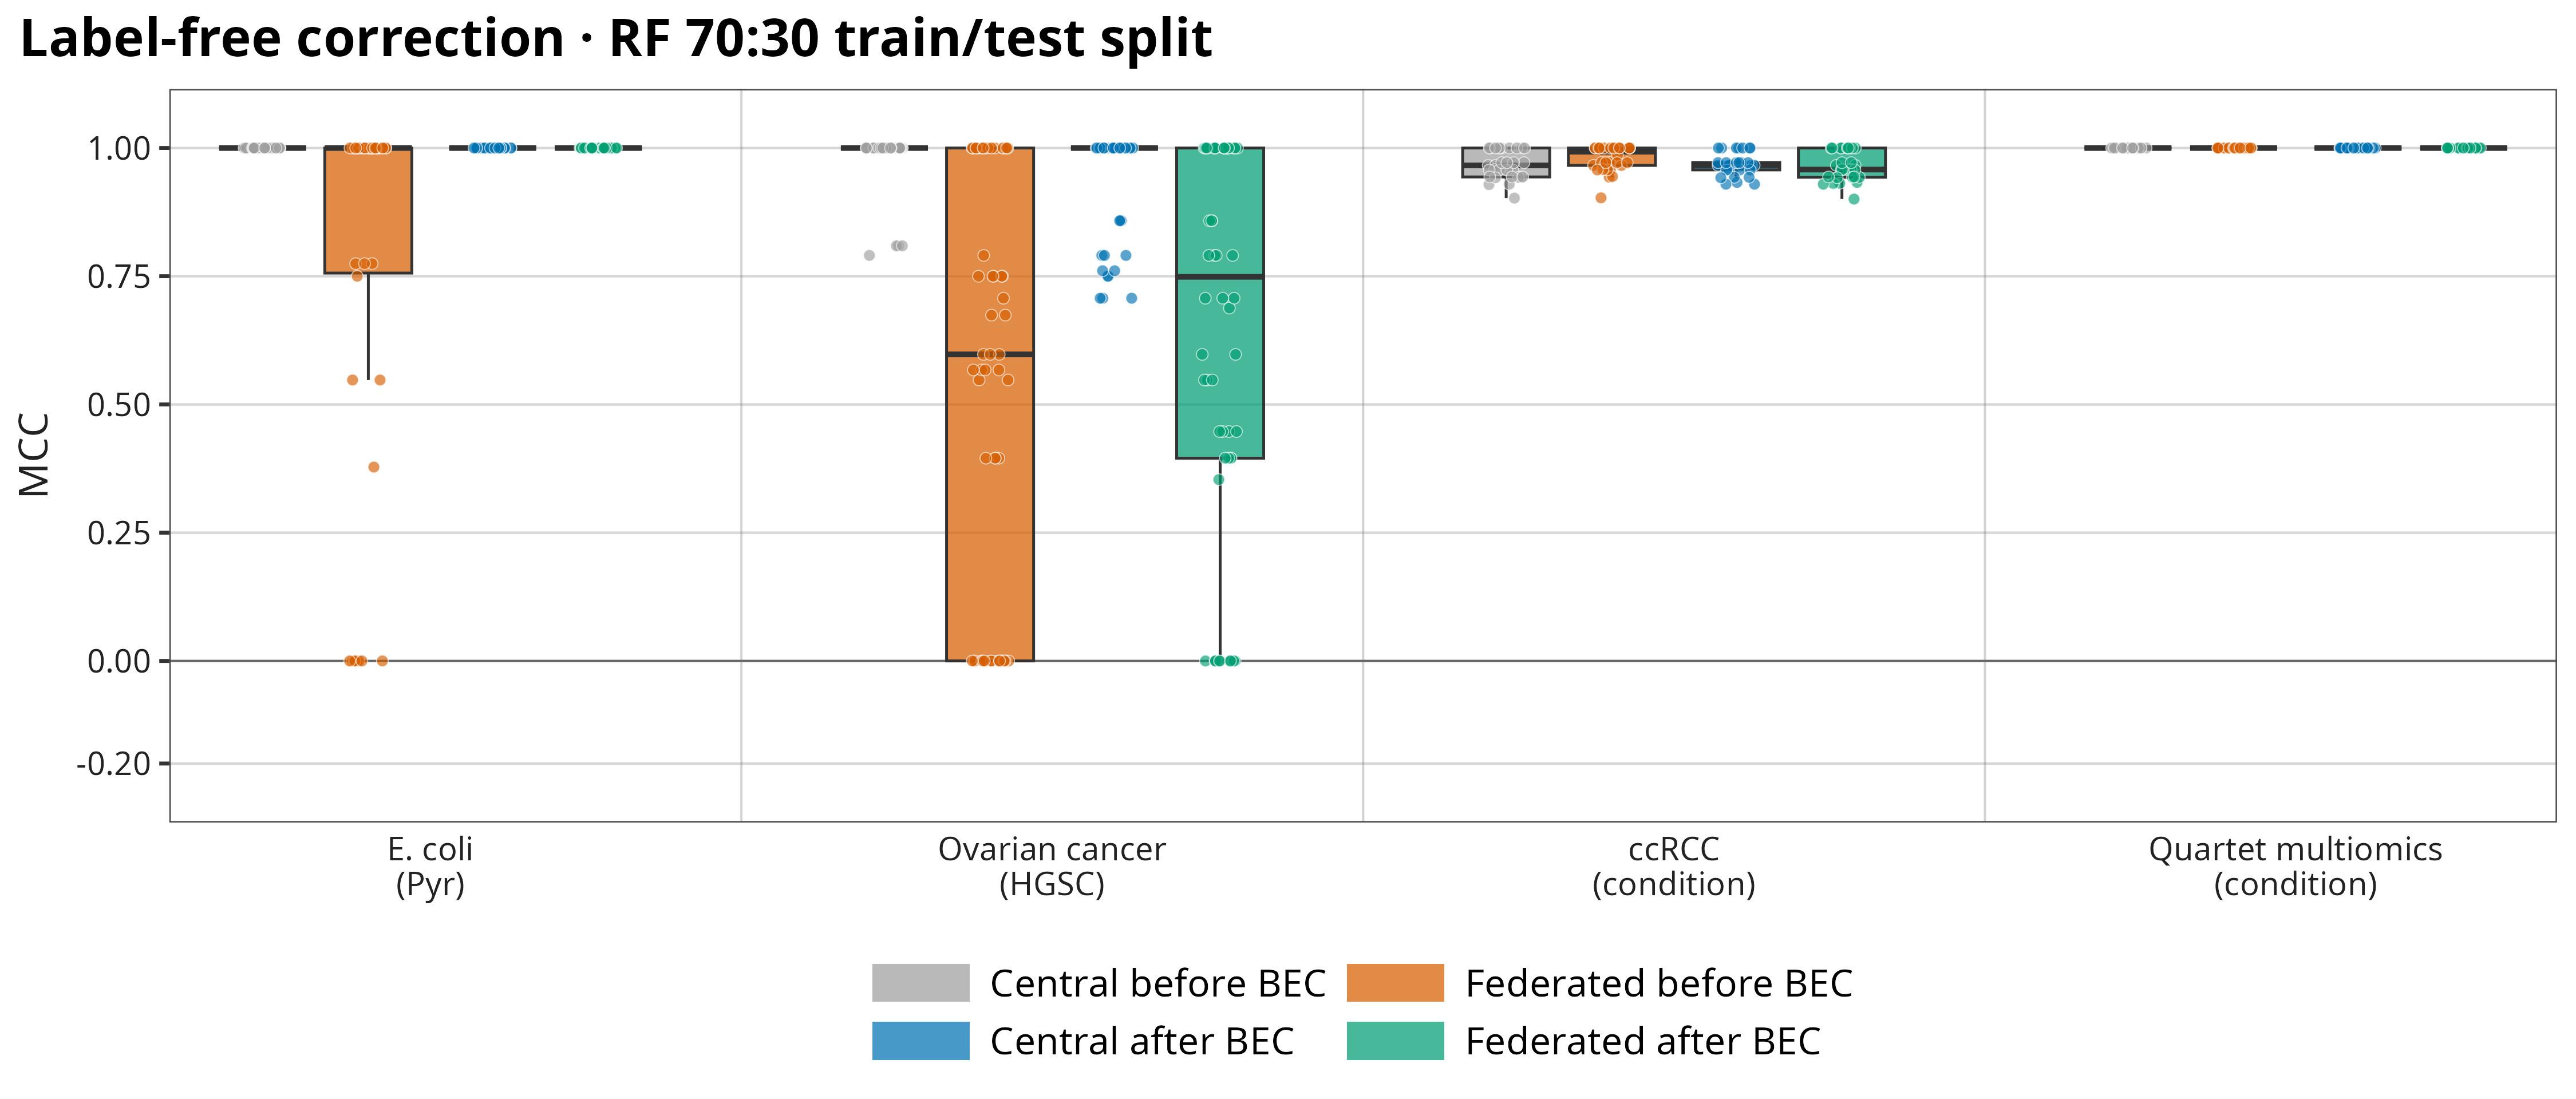 Label-free correction · RF 70:30 train/test split
MCC
1.00
0.75
0.50
0.25
0.00
-0.20
E. coli
(Pyr)
Ovarian cancer
(HGSC)
ccRCC
(condition)
Quartet multiomics
(condition)
Central before BEC
Federated before BEC
Central after BEC
Federated after BEC